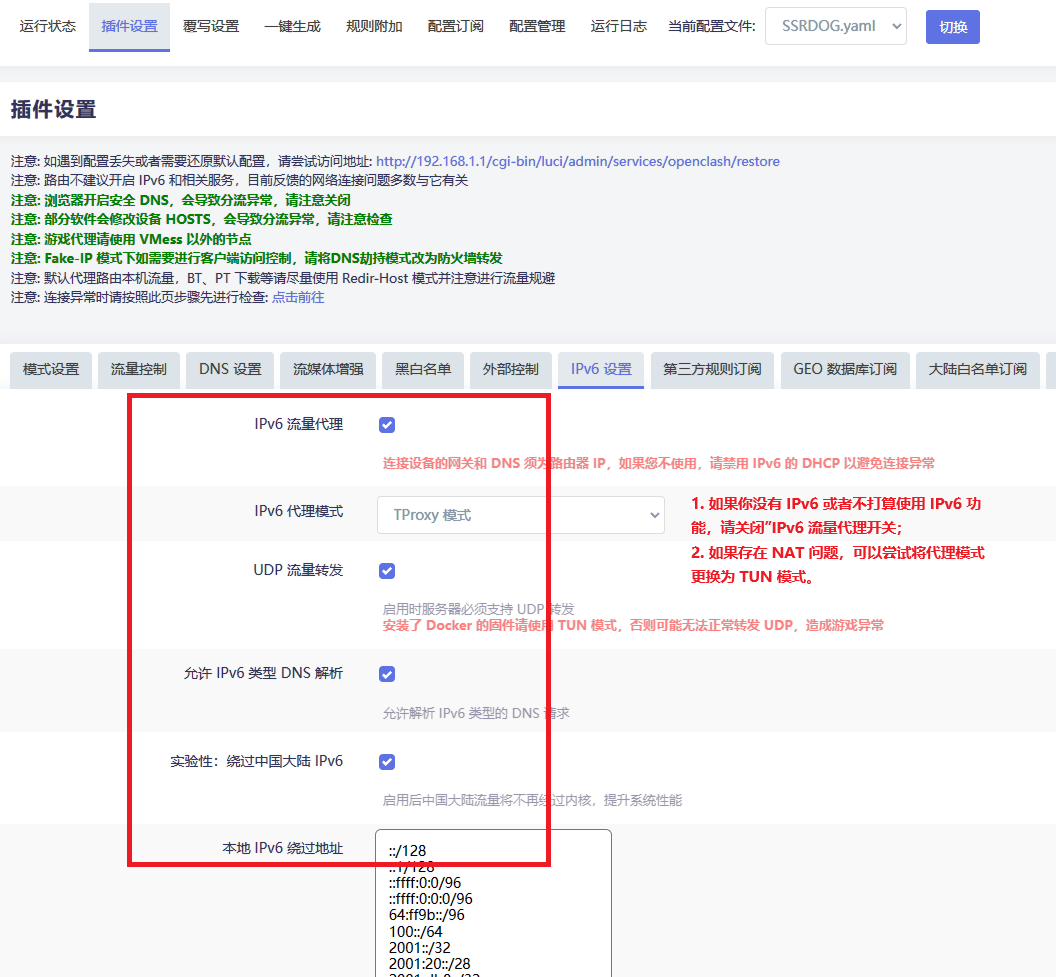 运行状态 插件设置 覆写设置 一键生成 规则附加 配置订阅 配置管理 运行日志 当前配置文件: SSRDOG.yaml 切换
插件设置
注意: 如遇到配置丢失或者需要还原默认配置，请尝试访问地址: http://192.168.1.1/cgi-bin/luci/admin/services/openclash/restore
注意: 路由不建议开启 IPv6 和相关服务，目前反馈的网络连接问题多数与它有关
注意: 浏览器开启安全 DNS，会导致分流异常，请注意关闭
注意: 部分软件会修改设备 HOSTS，会导致分流异常，请注意检查
注意: 游戏代理请使用 VMess 以外的节点
注意: Fake-IP 模式下如需要进行客户端访问控制，请将DNS劫持模式改为防火墙转发
注意: 默认代理路由本机流量，BT、PT 下载等请尽量使用 Redir-Host 模式并注意进行流量规避
注意: 连接异常时请按照此页步骤先进行检查: 点击前往
模式设置 流量控制 DNS 设置 流媒体增强 黑白名单 外部控制 IPv6 设置 第三方规则订阅 GEO 数据库订阅 大陆白名单订阅
IPv6 流量代理
连接设备的网关和 DNS 须为路由器 IP，如果您不使用，请禁用 IPv6 的 DHCP 以避免连接异常
IPv6 代理模式 TProxy 模式
1. 如果你没有 IPv6 或者不打算使用 IPv6 功
能，请关闭”IPv6 流量代理开关；
2. 如果存在 NAT 问题，可以尝试将代理模式
更换为 TUN 模式。
UDP 流量转发
启用时服务器必须支持 UDP 转发
安装了 Docker 的固件请使用 TUN 模式，否则可能无法正常转发 UDP，造成游戏异常
允许 IPv6 类型 DNS 解析
允许解析 IPv6 类型的 DNS 请求
实验性：绕过中国大陆 IPv6
启用后中国大陆流量将不再经过内核，提升系统性能
本地 IPv6 绕过地址
::/128
::1/128
::ffff:0:0/96
::ffff:0:0:0/96
64:ff9b::/96
100::/64
2001::/32
2001:20::/28